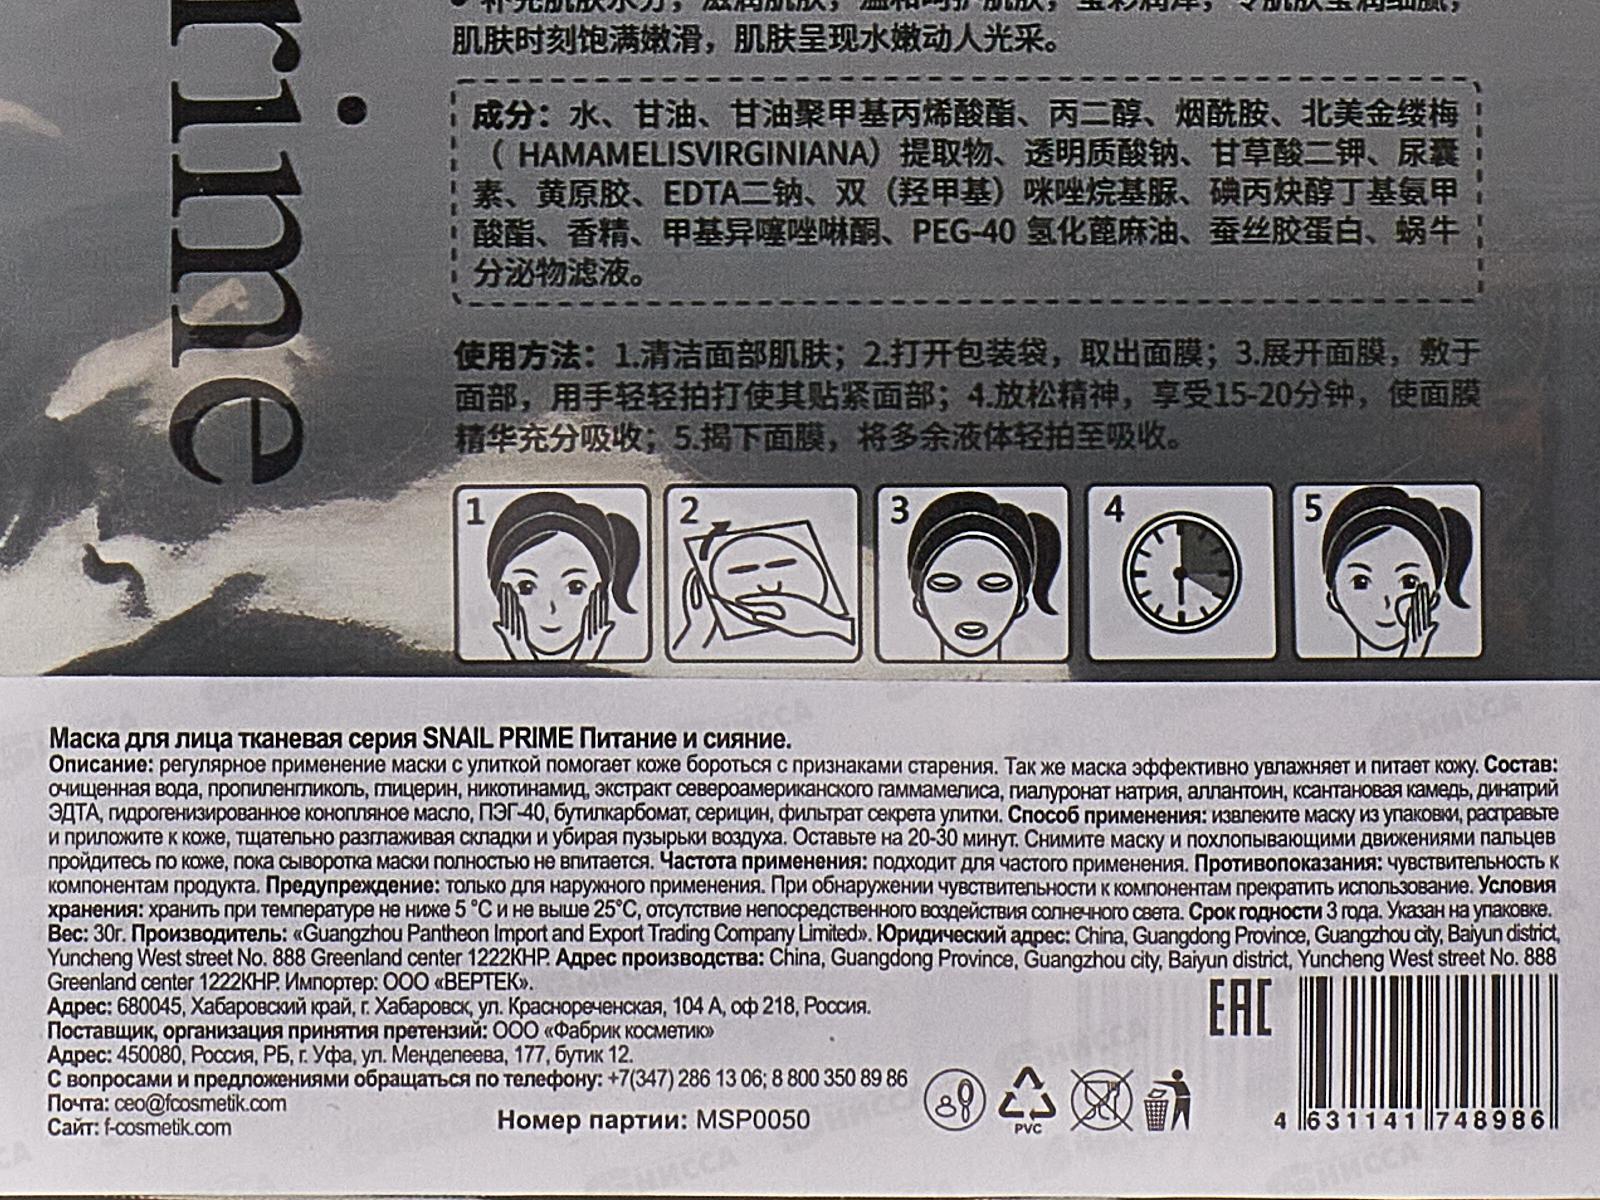 rime
肌肤时刻饱满嫩滑，肌肤呈现水嫩动人光采。
成分：水、甘油、甘油聚甲基丙烯酸酯、丙二醇、烟酰胺、北美金缕梅
（ HAMAMELISVIRGINIANA）提取物、透明质酸钠、甘草酸二钾、尿囊
素、黄原胶、EDTA二钠、双（羟甲基）咪唑烷基脲、碘丙炔醇丁基氨甲
酸酯、香精、甲基异噻唑啉酮、PEG-40 氢化蓖麻油、蚕丝胶蛋白、蜗牛
分泌物滤液。
使用方法：1.清洁面部肌肤；2.打开包装袋，取出面膜；3.展开面膜，敷于
面部，用手轻轻拍打使其贴紧面部；4.放松精神，享受15-20分钟，使面膜
精华充分吸收；5.揭下面膜，将多余液体轻拍至吸收。
1 2 3 4 5
Маска для лица тканевая серия SNAIL PRIME Питание и сияние.
Описание: регулярное применение маски с улиткой помогает коже бороться с признаками старения. Так же маска эффективно увлажняет и питает кожу. Состав:
очищенная вода, пропиленгликоль, глицерин, никотинамид, экстракт североамериканского гаммамелиса, гиалуронат натрия, аллантоин, ксантановая камедь, динатрий
ЭДТА, гидрогенизированное конопляное масло, ПЭГ-40, бутилкарбомат, серицин, фильтрат секрета улитки. Способ применения: извлеките маску из упаковки, расправьте
и приложите к коже, тщательно разглаживая складки и убирая пузырьки воздуха. Оставьте на 20-30 минут. Снимите маску и похлопывающими движениями пальцев
пройдитесь по коже, пока сыворотка маски полностью не впитается. Частота применения: подходит для частого применения. Противопоказания: чувствительность к
компонентам продукта. Предупреждение: только для наружного применения. При обнаружении чувствительности к компонентам прекратить использование. Условия
хранения: хранить при температуре не ниже 5 °C и не выше 25°C, отсутствие непосредственного воздействия солнечного света. Срок годности 3 года. Указан на упаковке.
Вес: 30г. Производитель: «Guangzhou Pantheon Import and Export Trading Company Limited». Юридический адрес: China, Guangdong Province, Guangzhou city, Baiyun district,
Yuncheng West street No. 888 Greenland center 1222КНР. Адрес производства: China, Guangdong Province, Guangzhou city, Baiyun district, Yuncheng West street No. 888
Greenland center 1222КНР. Импортер: ООО «ВЕРТЕК».
Адрес: 680045, Хабаровский край, г. Хабаровск, ул. Краснореченская, 104 А, оф 218, Россия.
Поставщик, организация принятия претензий: ООО «Фабрик косметик»
Адрес: 450080, Россия, РБ, г. Уфа, ул. Менделеева, 177, бутик 12.
С вопросами и предложениями обращаться по телефону: +7(347) 286 13 06; 8 800 350 89 86
Почта: ceo@fcosmetik.com
Сайт: f-cosmetik.com
Номер партии: MSP0050
PVC
EAC
4 631141 748986